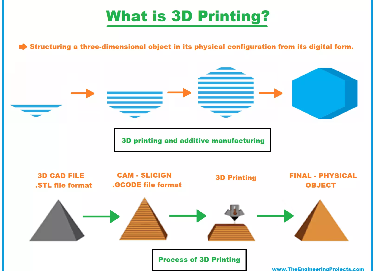 What is 3D Printing?
Structuring a three-dimensional object in its physical configuration from its digital form.
3D printing and additive manufacturing
3D CAD FILE
.STL file format
CAM - SLICIGN
.GCODE file format
3D Printing
FINAL - PHYSICAL
OBJECT
Process of 3D Printing
www.TheEngineeringProjects.com